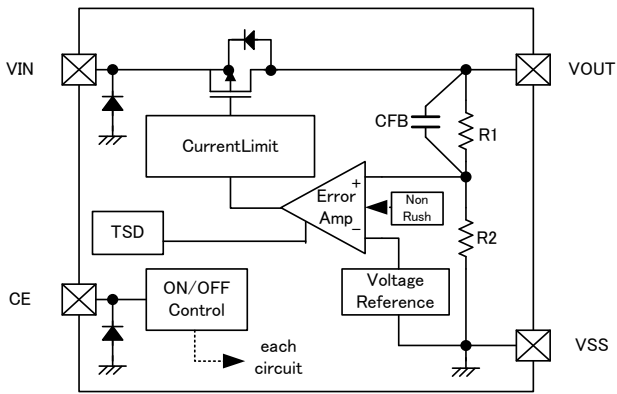 VIN
VOUT
CFB
R1
CurrentLimit
+
Error
Amp
−
Non
Rush
TSD
R2
Voltage
Reference
CE
ON/OFF
Control
each
circuit
VSS